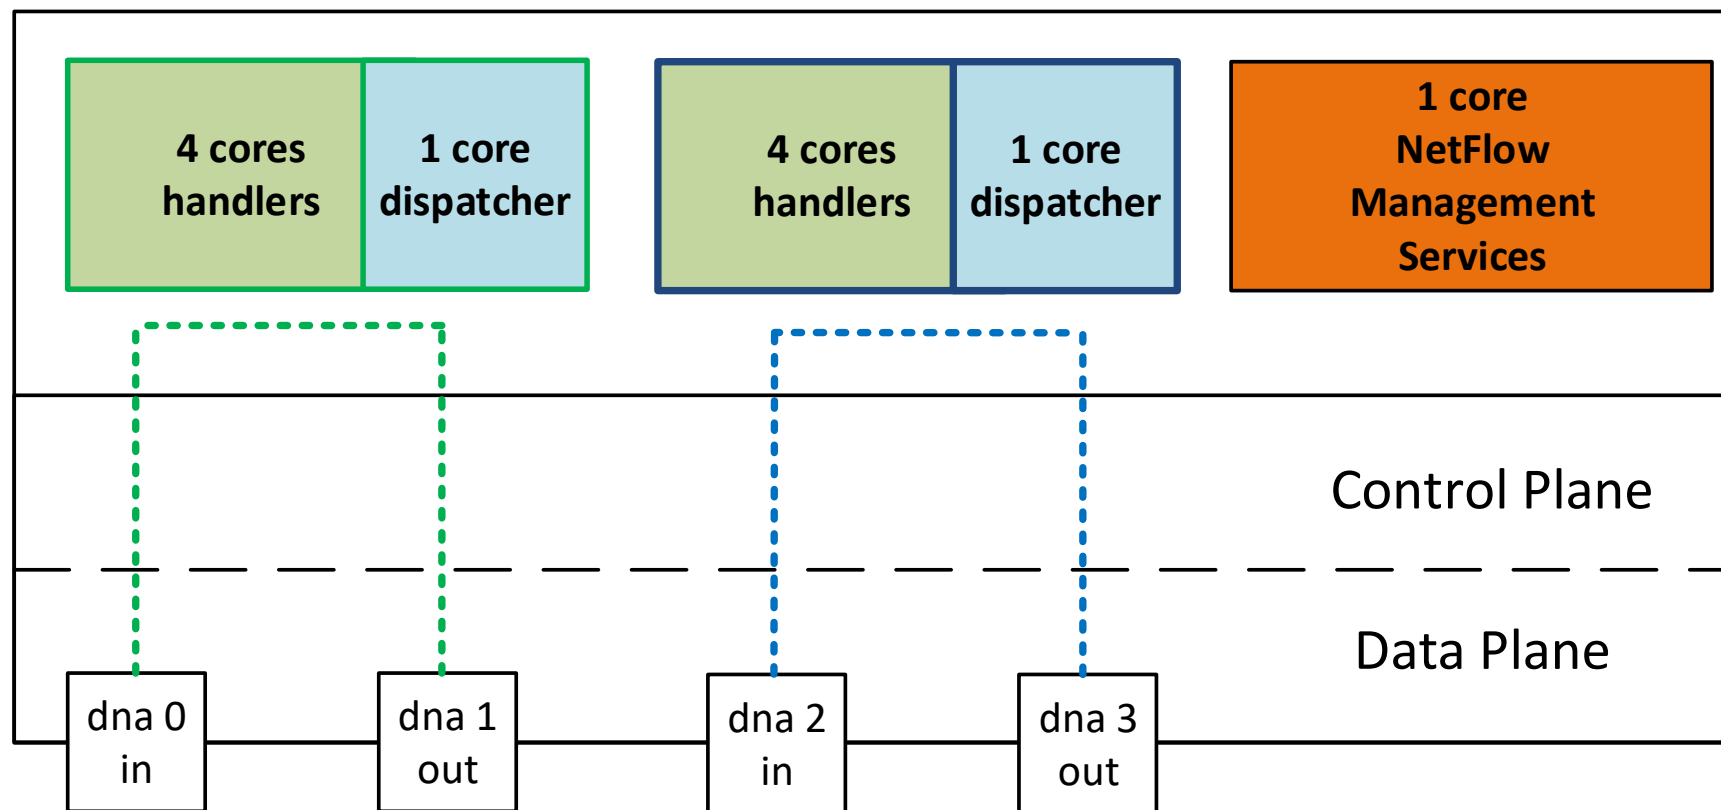 4 cores
handlers
1 core
dispatcher
4 cores
handlers
1 core
dispatcher
1 core
NetFlow
Management
Services
Control Plane
Data Plane
dna 0
in
dna 1
out
dna 2
in
dna 3
out